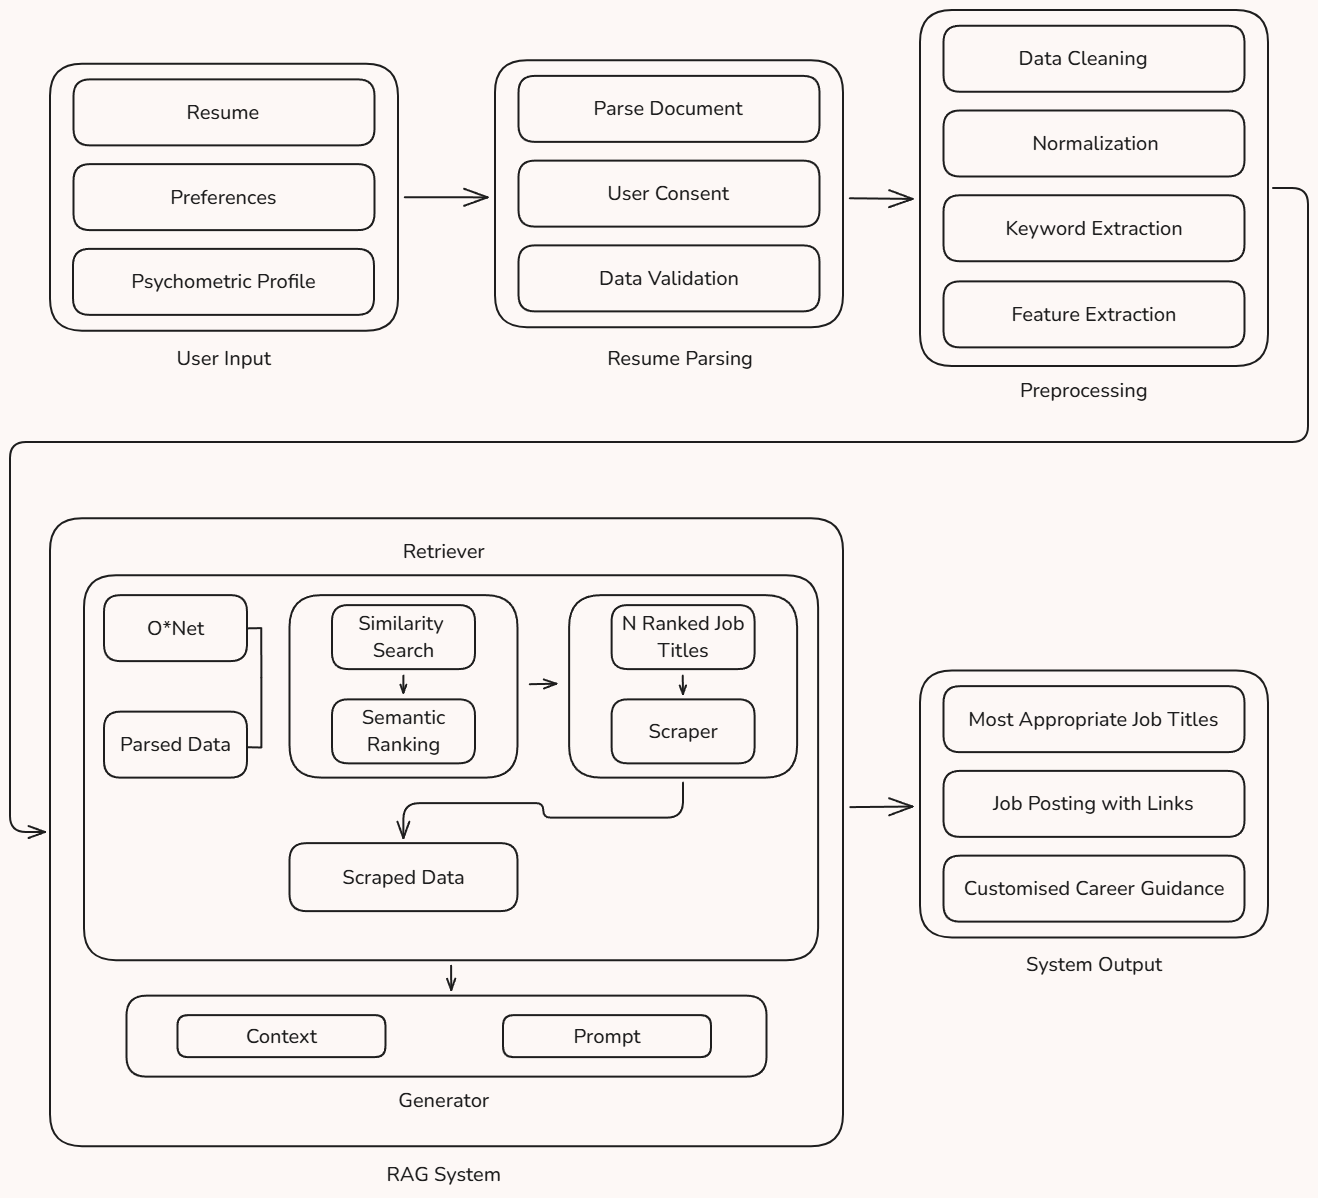 Resume
Preferences
Psychometric Profile
User Input
Parse Document
User Consent
Data Validation
Resume Parsing
Data Cleaning
Normalization
Keyword Extraction
Feature Extraction
Preprocessing
Retriever
O*Net
Parsed Data
Similarity
Search
Semantic
Ranking
N Ranked Job
Titles
Scraper
Scraped Data
Context
Prompt
Generator
RAG System
Most Appropriate Job Titles
Job Posting with Links
Customised Career Guidance
System Output